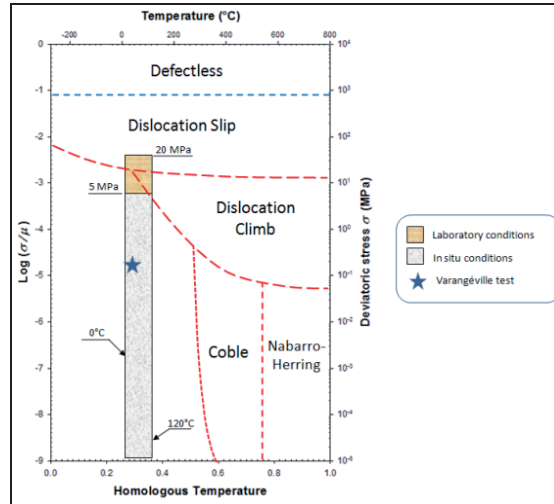 Temperature (°C)
-200 0 200 400 600 800
0 10⁴
Defectless
-1 10³
Dislocation Slip
-2 10²
20 MPa
-3 10¹
5 MPa
Dislocation
Climb
-4 10⁰
-5 10⁻¹
-6 10⁻²
0°C
Coble
Nabarro-
Herring
-7 10⁻³
-8 10⁻⁴
120°C
-9 10⁻⁵
0.0 0.2 0.4 0.6 0.8 1.0
Homologous Temperature
Log (σ/μ)
Deviatoric stress σ (MPa)
Laboratory conditions
In situ conditions
Varangéville test